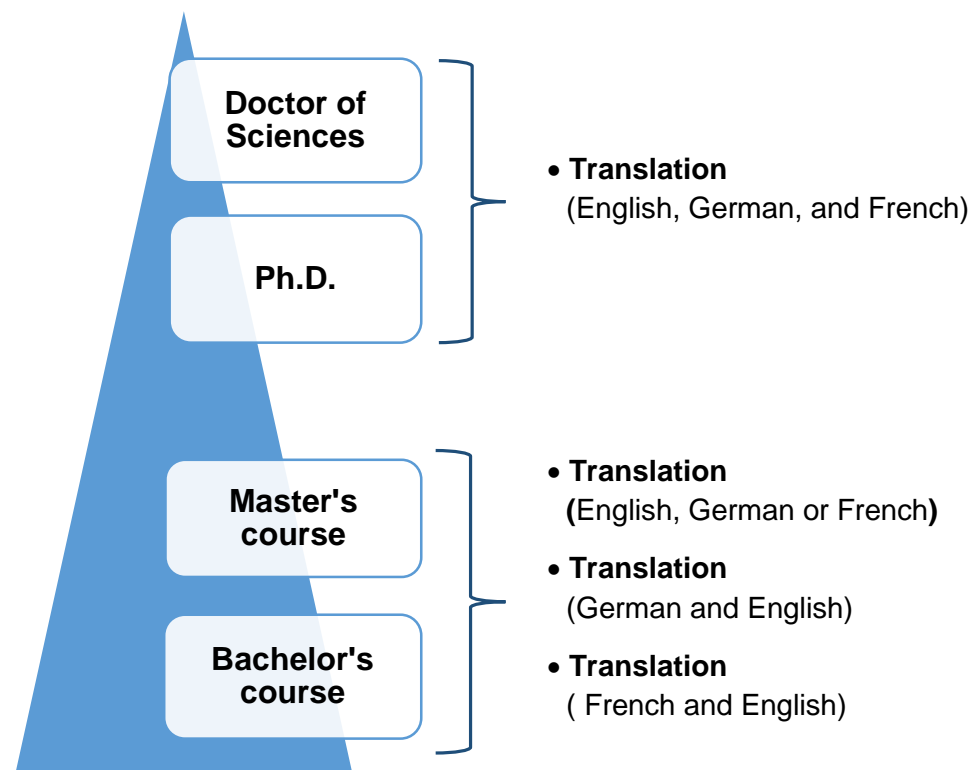 Doctor of
Sciences
Ph.D.
• Translation
(English, German, and French)
Master's
course
Bachelor's
course
• Translation
(English, German or French)
• Translation
(German and English)
• Translation
( French and English)